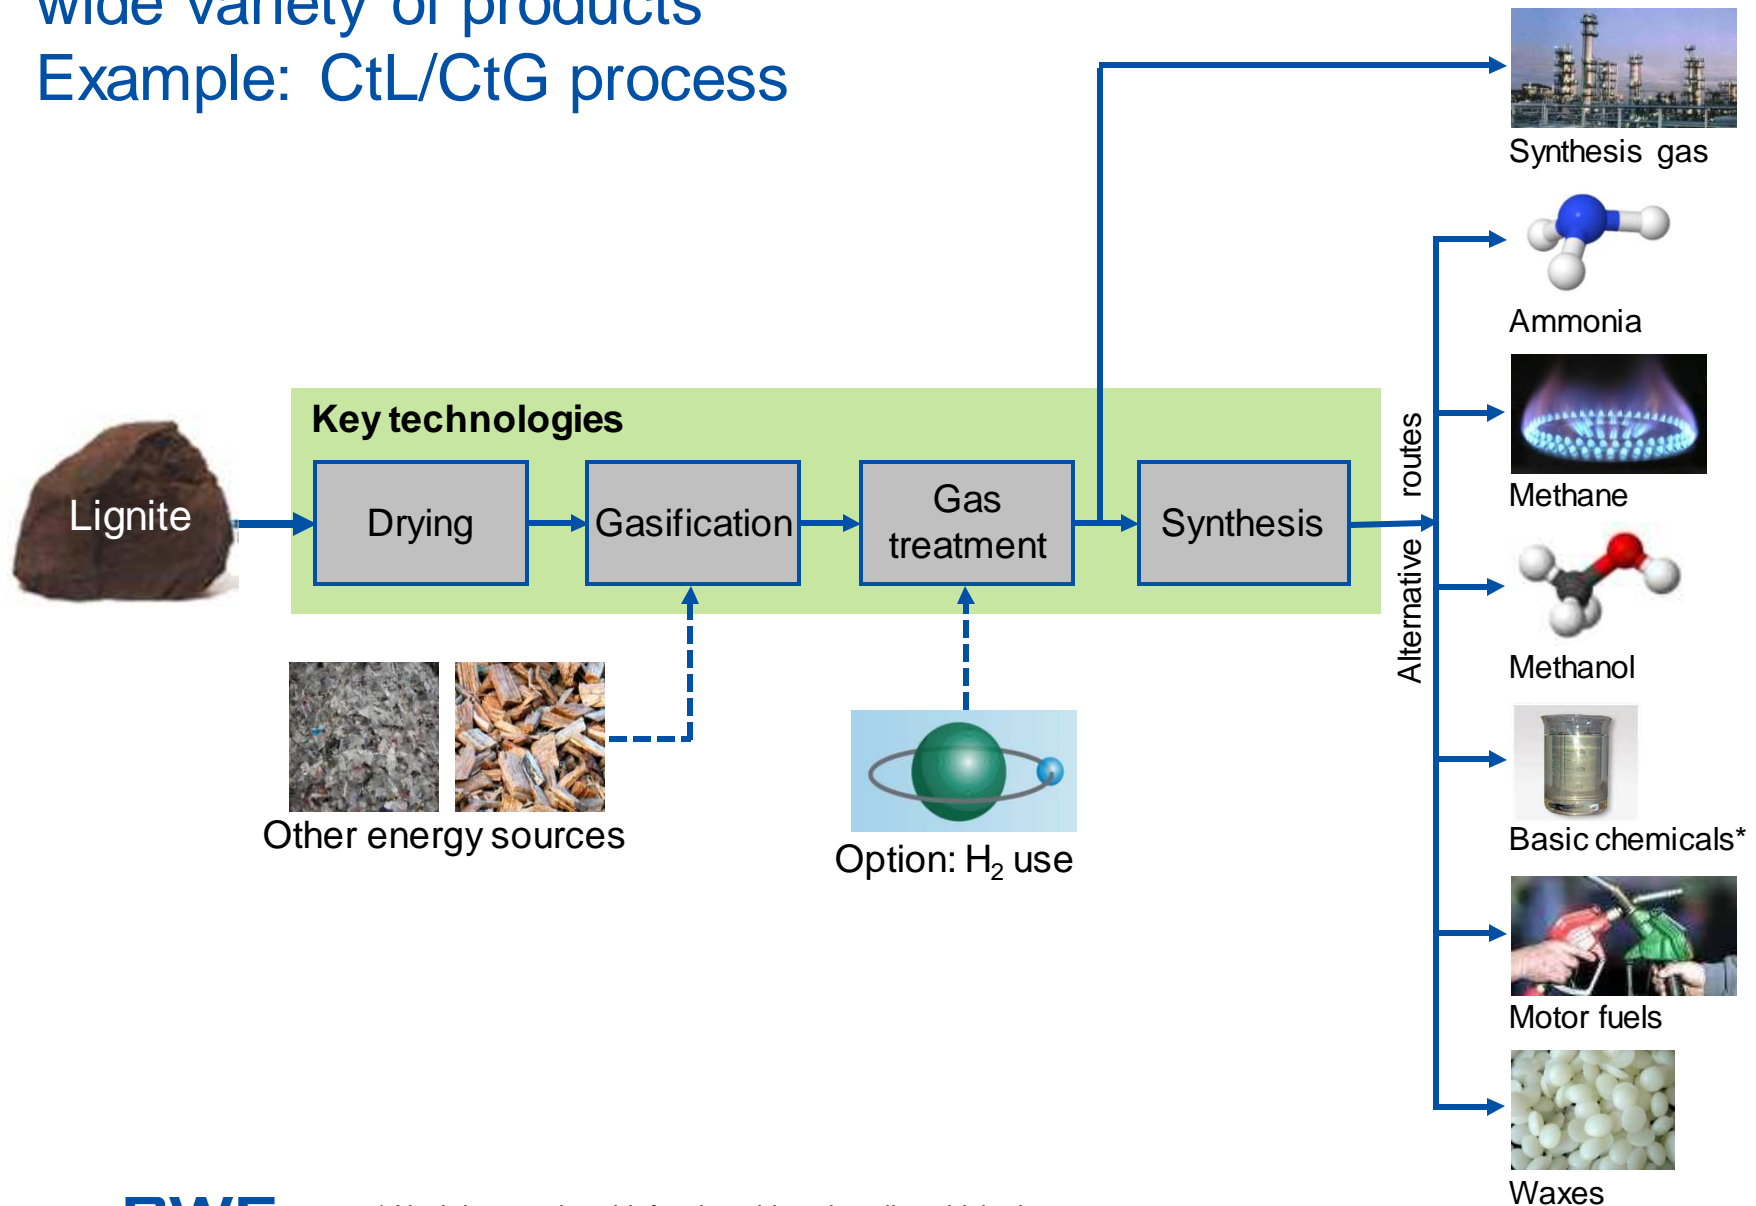 wide variety of products
Example: CtL/CtG process
Synthesis gas
Ammonia
Key technologies
Lignite
Drying
Gasification
Gas
treatment
Synthesis
Alternative routes
Methane
Methanol
Other energy sources
Option: H₂ use
Basic chemicals*
Motor fuels
Waxes
RWE